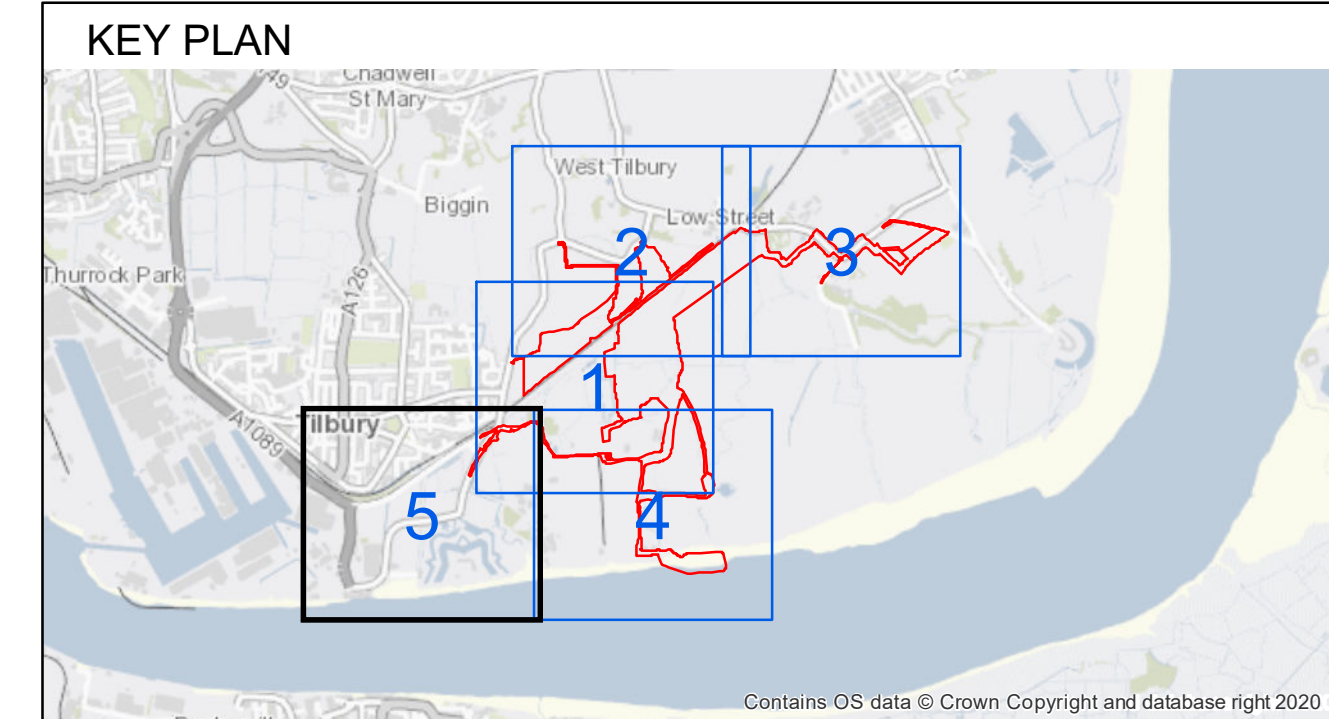 KEY PLAN
Chadwell
St Mary
West Tilbury
Biggin
Low Street
2
3
Thurrock Park
A126
1
Tilbury
A1089
5
4
Contains OS data © Crown Copyright and database right 2020